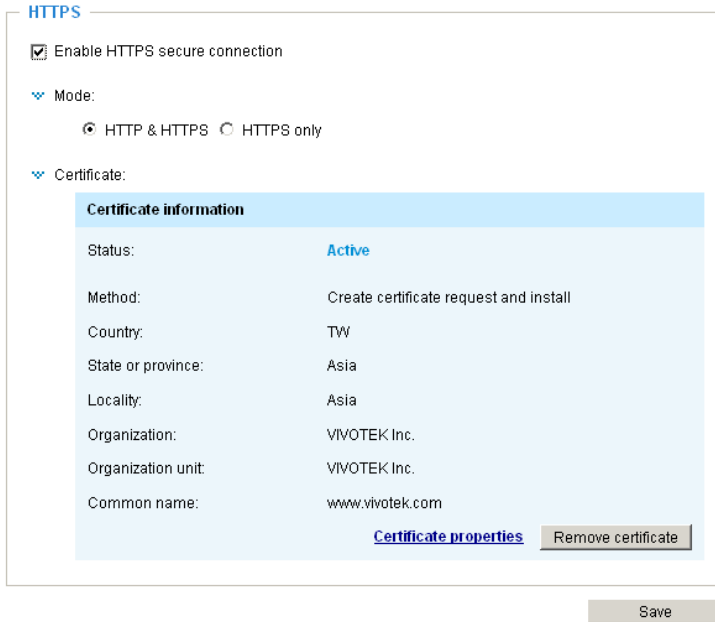 HTTPS
Enable HTTPS secure connection
Mode:
HTTP & HTTPS HTTPS only
Certificate:
Certificate information
Status: Active
Method: Create certificate request and install
Country: TW
State or province: Asia
Locality: Asia
Organization: VIVOTEK Inc.
Organization unit: VIVOTEK Inc.
Common name: www.vivotek.com
Certificate properties Remove certificate
Save